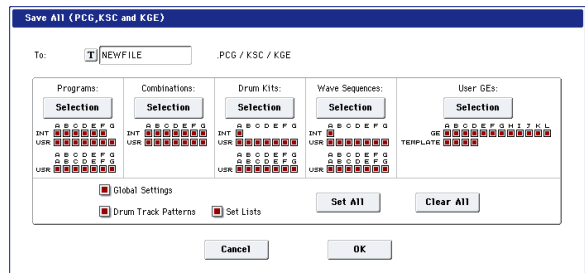 Save All (PCG,KSC and KGE)
To: T NEWFILE .PCG / KSC / KGE
Programs: Combinations: Drum Kits: Wave Sequences: User GEs:
Selection Selection Selection Selection Selection
A B C D E F G A B C D E F G A B C D E F G A B C D E F G A B C D E F G H I J K L
INT INT INT INT GE
USR USR USR USR TEMPLATE
A B C D E F G A B C D E F G A B C D E F G
A B C D E F G A B C D E F G A B C D E F G
USR USR USR
Global Settings
Drum Track Patterns Set Lists Set All Clear All
Cancel OK